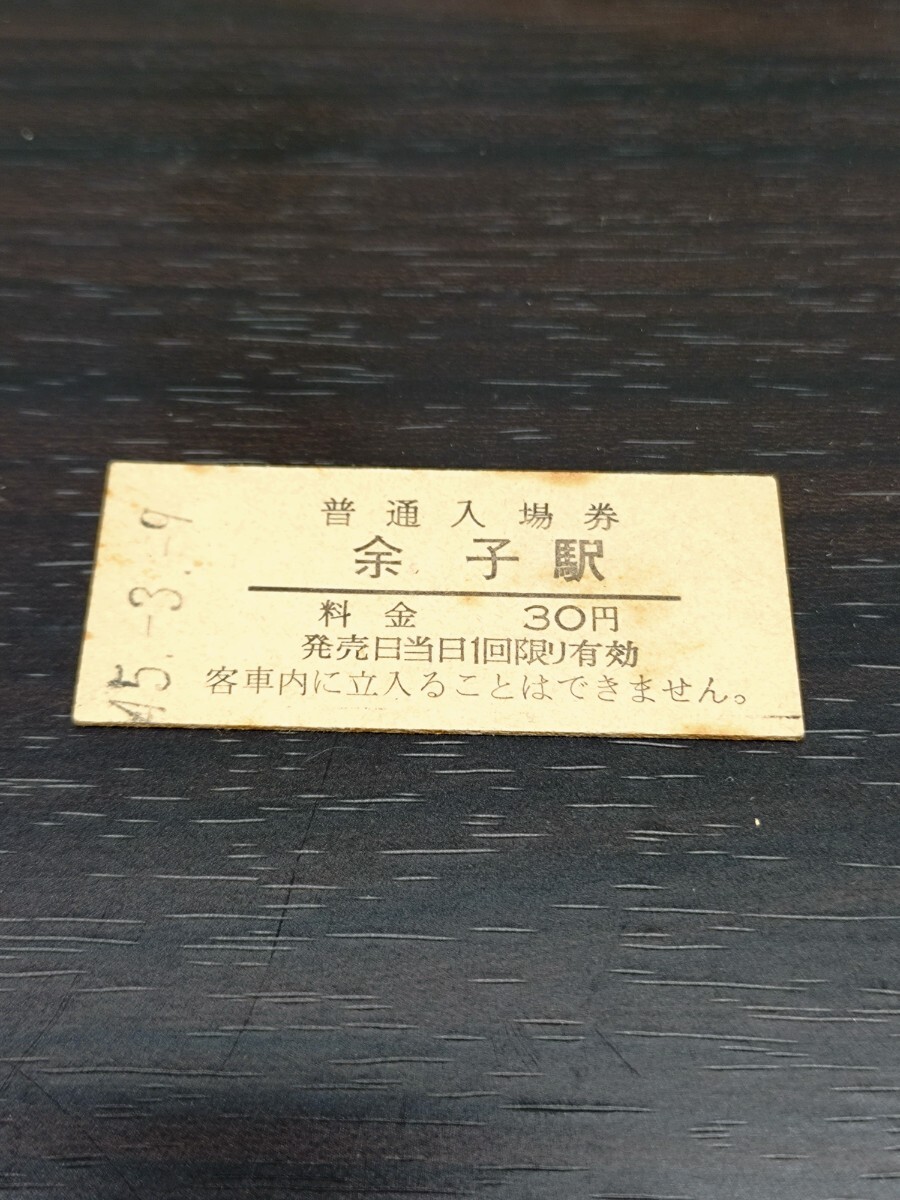 普通入場券
余子駅
料金 30円
発売日当日1回限り有効
客車内に立入ることはできません。
45.-3.-9